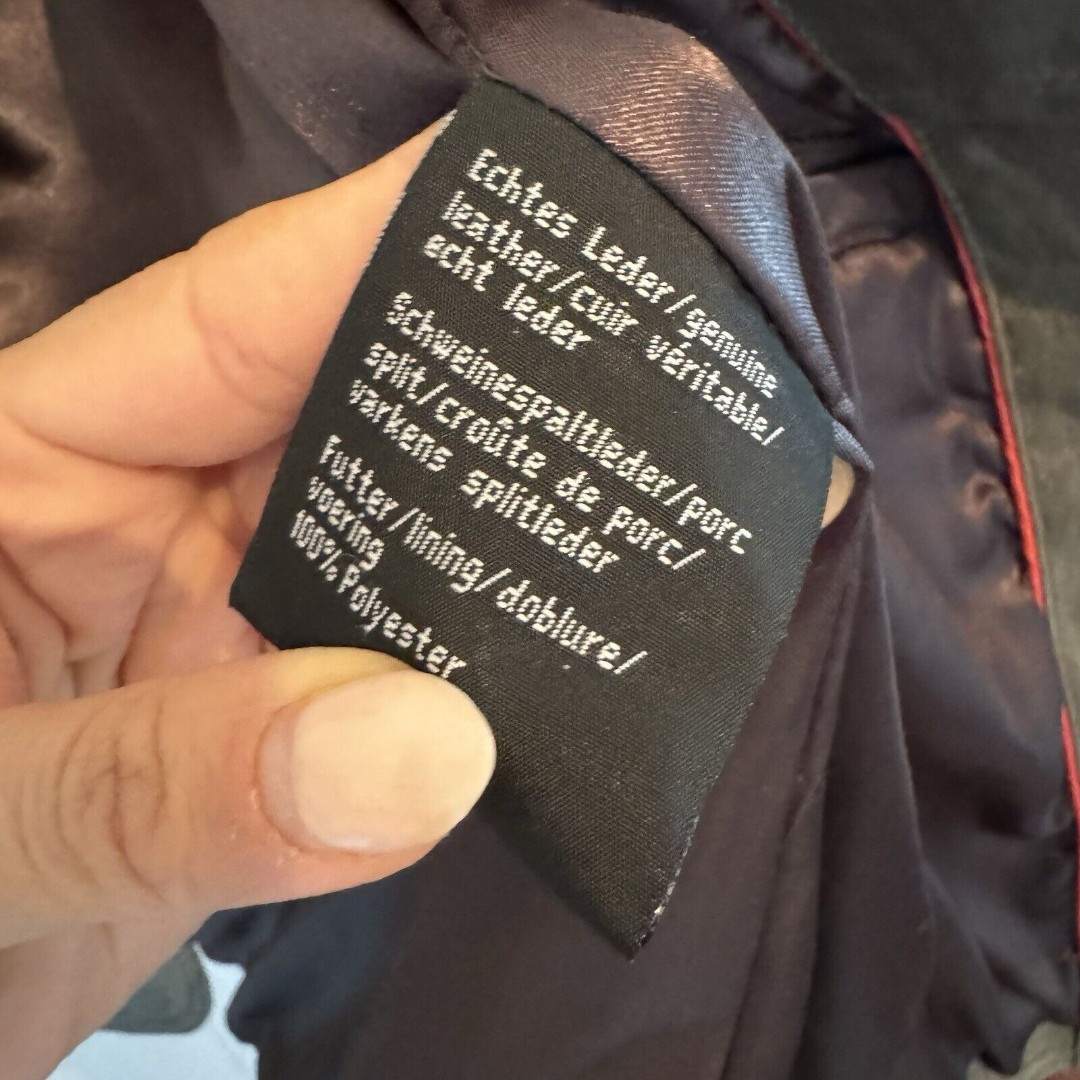 Echtes Leder/genuine
leather/cuir véritable/
echt leder
Schweinespaltleder/porc
split/croûte de porc/
varkens splitleder
Futter/lining/doblure/
voering
100% Polyester